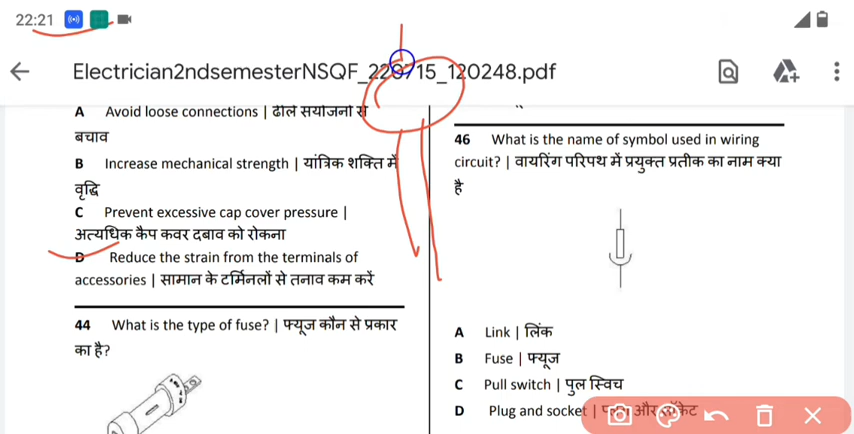 22:21
Electrician2ndsemesterNSQF_220715_120248.pdf
A Avoid loose connections | ढीले संयोजनों से
बचाव
B Increase mechanical strength | यांत्रिक शक्ति में
वृद्धि
C Prevent excessive cap cover pressure |
अत्यधिक कैप कवर दबाव को रोकना
D Reduce the strain from the terminals of
accessories | सामान के टर्मिनलों से तनाव कम करें
44 What is the type of fuse? | फ्यूज कौन से प्रकार
का है?
46 What is the name of symbol used in wiring
circuit? | वायरिंग परिपथ में प्रयुक्त प्रतीक का नाम क्या
है
A Link | लिंक
B Fuse | फ्यूज
C Pull switch | पुल स्विच
D Plug and socket | प्लग और सॉकेट